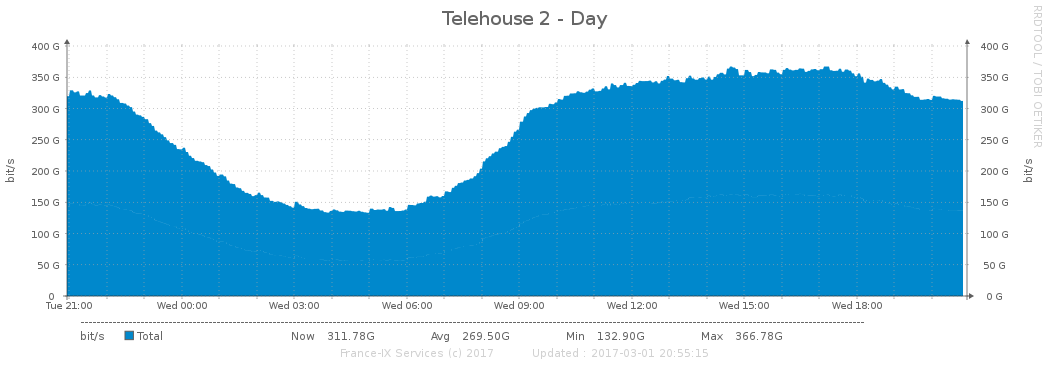 Telehouse 2 - Day
RRDTOOL / TOBI OETIKER
400 G 400 G
350 G 350 G
300 G 300 G
250 G 250 G
200 G 200 G
150 G 150 G
100 G 100 G
50 G 50 G
0 0 G
bit/s bit/s
Tue 21:00 Wed 00:00 Wed 03:00 Wed 06:00 Wed 09:00 Wed 12:00 Wed 15:00 Wed 18:00
bit/s Total Now 311.78G Avg 269.50G Min 132.90G Max 366.78G
France-IX Services (c) 2017 Updated : 2017-03-01 20:55:15